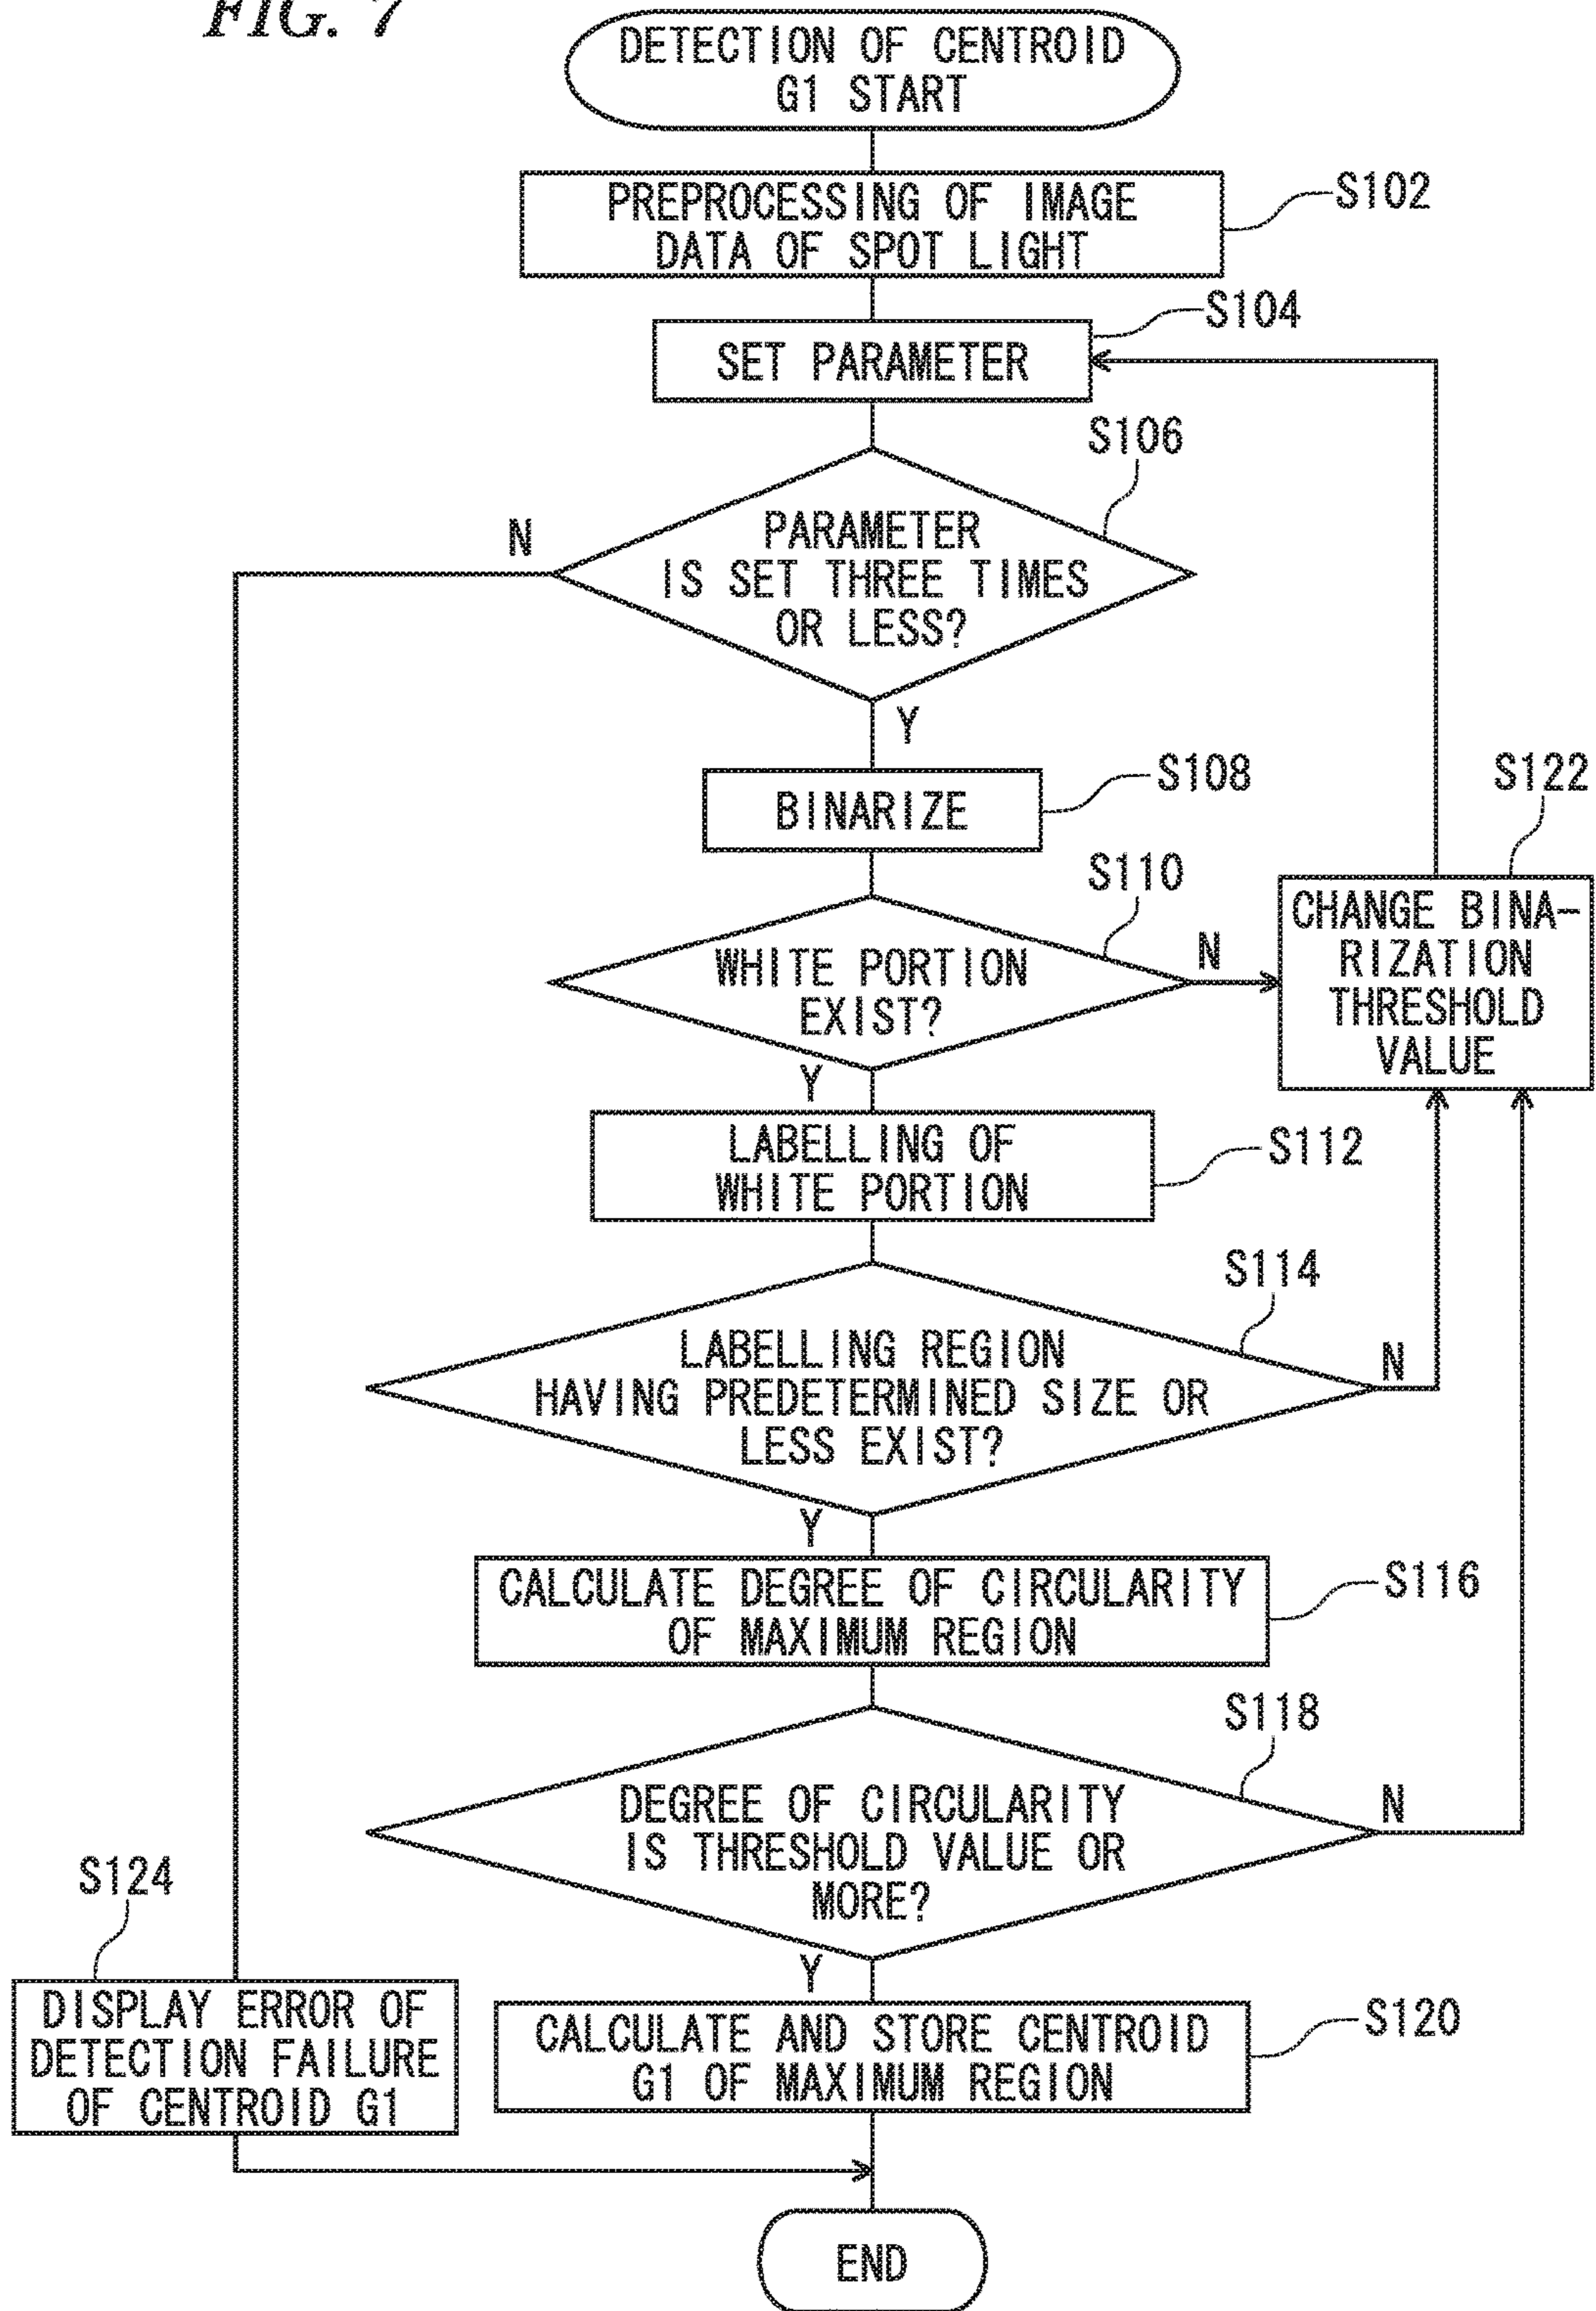 FIG. 7
DETECTION OF CENTROID
G1 START
PREPROCESSING OF IMAGE
DATA OF SPOT LIGHT
S102
SET PARAMETER
S104
PARAMETER
IS SET THREE TIMES
OR LESS?
S106
N
Y
BINARIZE
S108
WHITE PORTION
EXIST?
S110
N
Y
CHANGE BINA-
RIZATION
THRESHOLD
VALUE
S122
LABELLING OF
WHITE PORTION
S112
LABELLING REGION
HAVING PREDETERMINED SIZE OR
LESS EXIST?
S114
N
Y
CALCULATE DEGREE OF CIRCULARITY
OF MAXIMUM REGION
S116
DEGREE OF CIRCULARITY
IS THRESHOLD VALUE OR
MORE?
S118
N
Y
S124
DISPLAY ERROR OF
DETECTION FAILURE
OF CENTROID G1
CALCULATE AND STORE CENTROID
G1 OF MAXIMUM REGION
S120
END